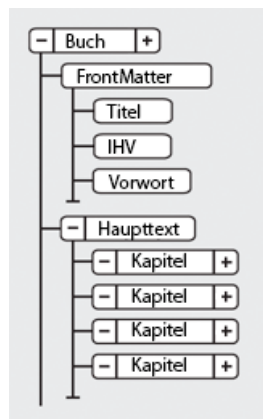 − Buch +
FrontMatter
Titel
IHV
Vorwort
− Haupttext
− Kapitel +
− Kapitel +
− Kapitel +
− Kapitel +